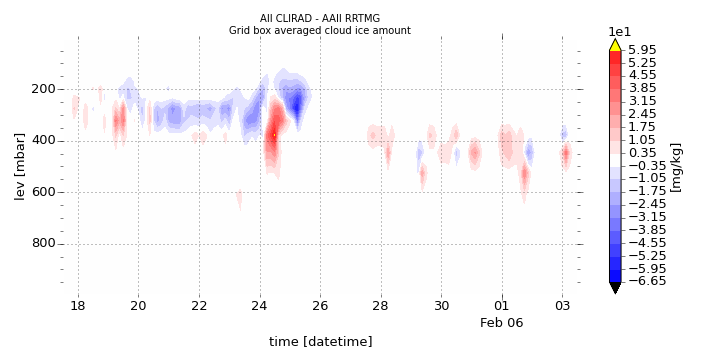 All CLIRAD - AAll RRTMG
Grid box averaged cloud ice amount
1e1
200
400
600
800
lev [mbar]
18 20 22 24 26 28 30 01 03
Feb 06
time [datetime]
5.95
5.25
4.55
3.85
3.15
2.45
1.75
1.05
0.35
−0.35
−1.05
−1.75
−2.45
−3.15
−3.85
−4.55
−5.25
−5.95
−6.65
[mg/kg]